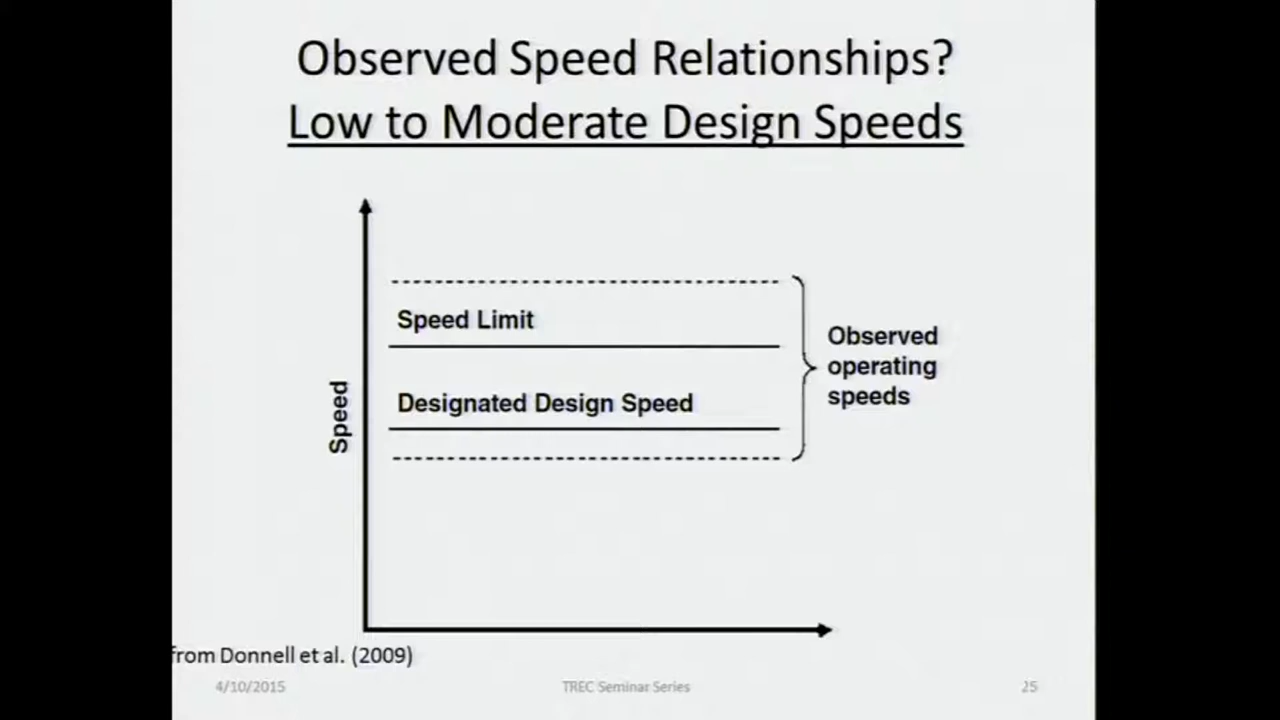 Observed Speed Relationships?
Low to Moderate Design Speeds
Speed Limit
Designated Design Speed
Speed
Observed
operating
speeds
from Donnell et al. (2009)
4/10/2015
TREC Seminar Series
25